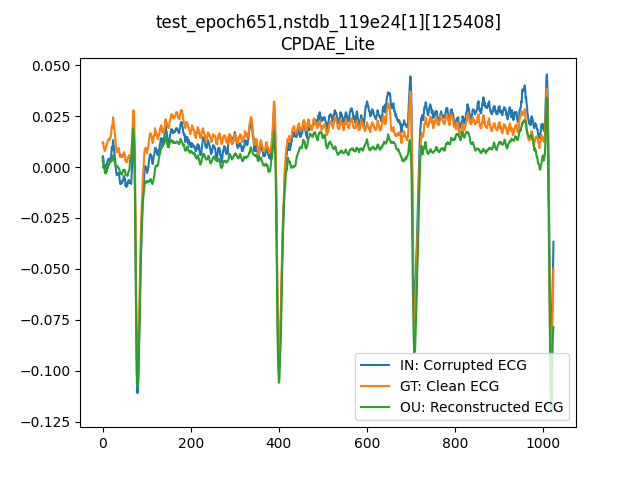 test_epoch651,nstdb_119e24[1][125408]
CPDAE_Lite
0.050
0.025
0.000
−0.025
−0.050
−0.075
−0.100
−0.125
IN: Corrupted ECG
GT: Clean ECG
OU: Reconstructed ECG
0 200 400 600 800 1000